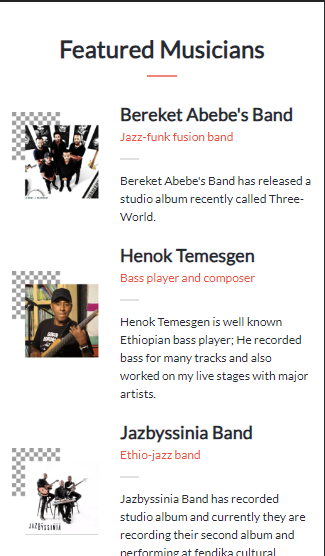 Featured Musicians
Bereket Abebe's Band
Jazz-funk fusion band
Bereket Abebe's Band has released a
studio album recently called Three-
World.
Henok Temesgen
Bass player and composer
Henok Temesgen is well known
Ethiopian bass player; He recorded
bass for many tracks and also
worked on my live stages with major
artists.
Jazbyssinia Band
Ethio-jazz band
JAZBYSSINIA
Jazbyssinia Band has recorded
studio album and currently they are
recording their second album and
performing at fendika cultural